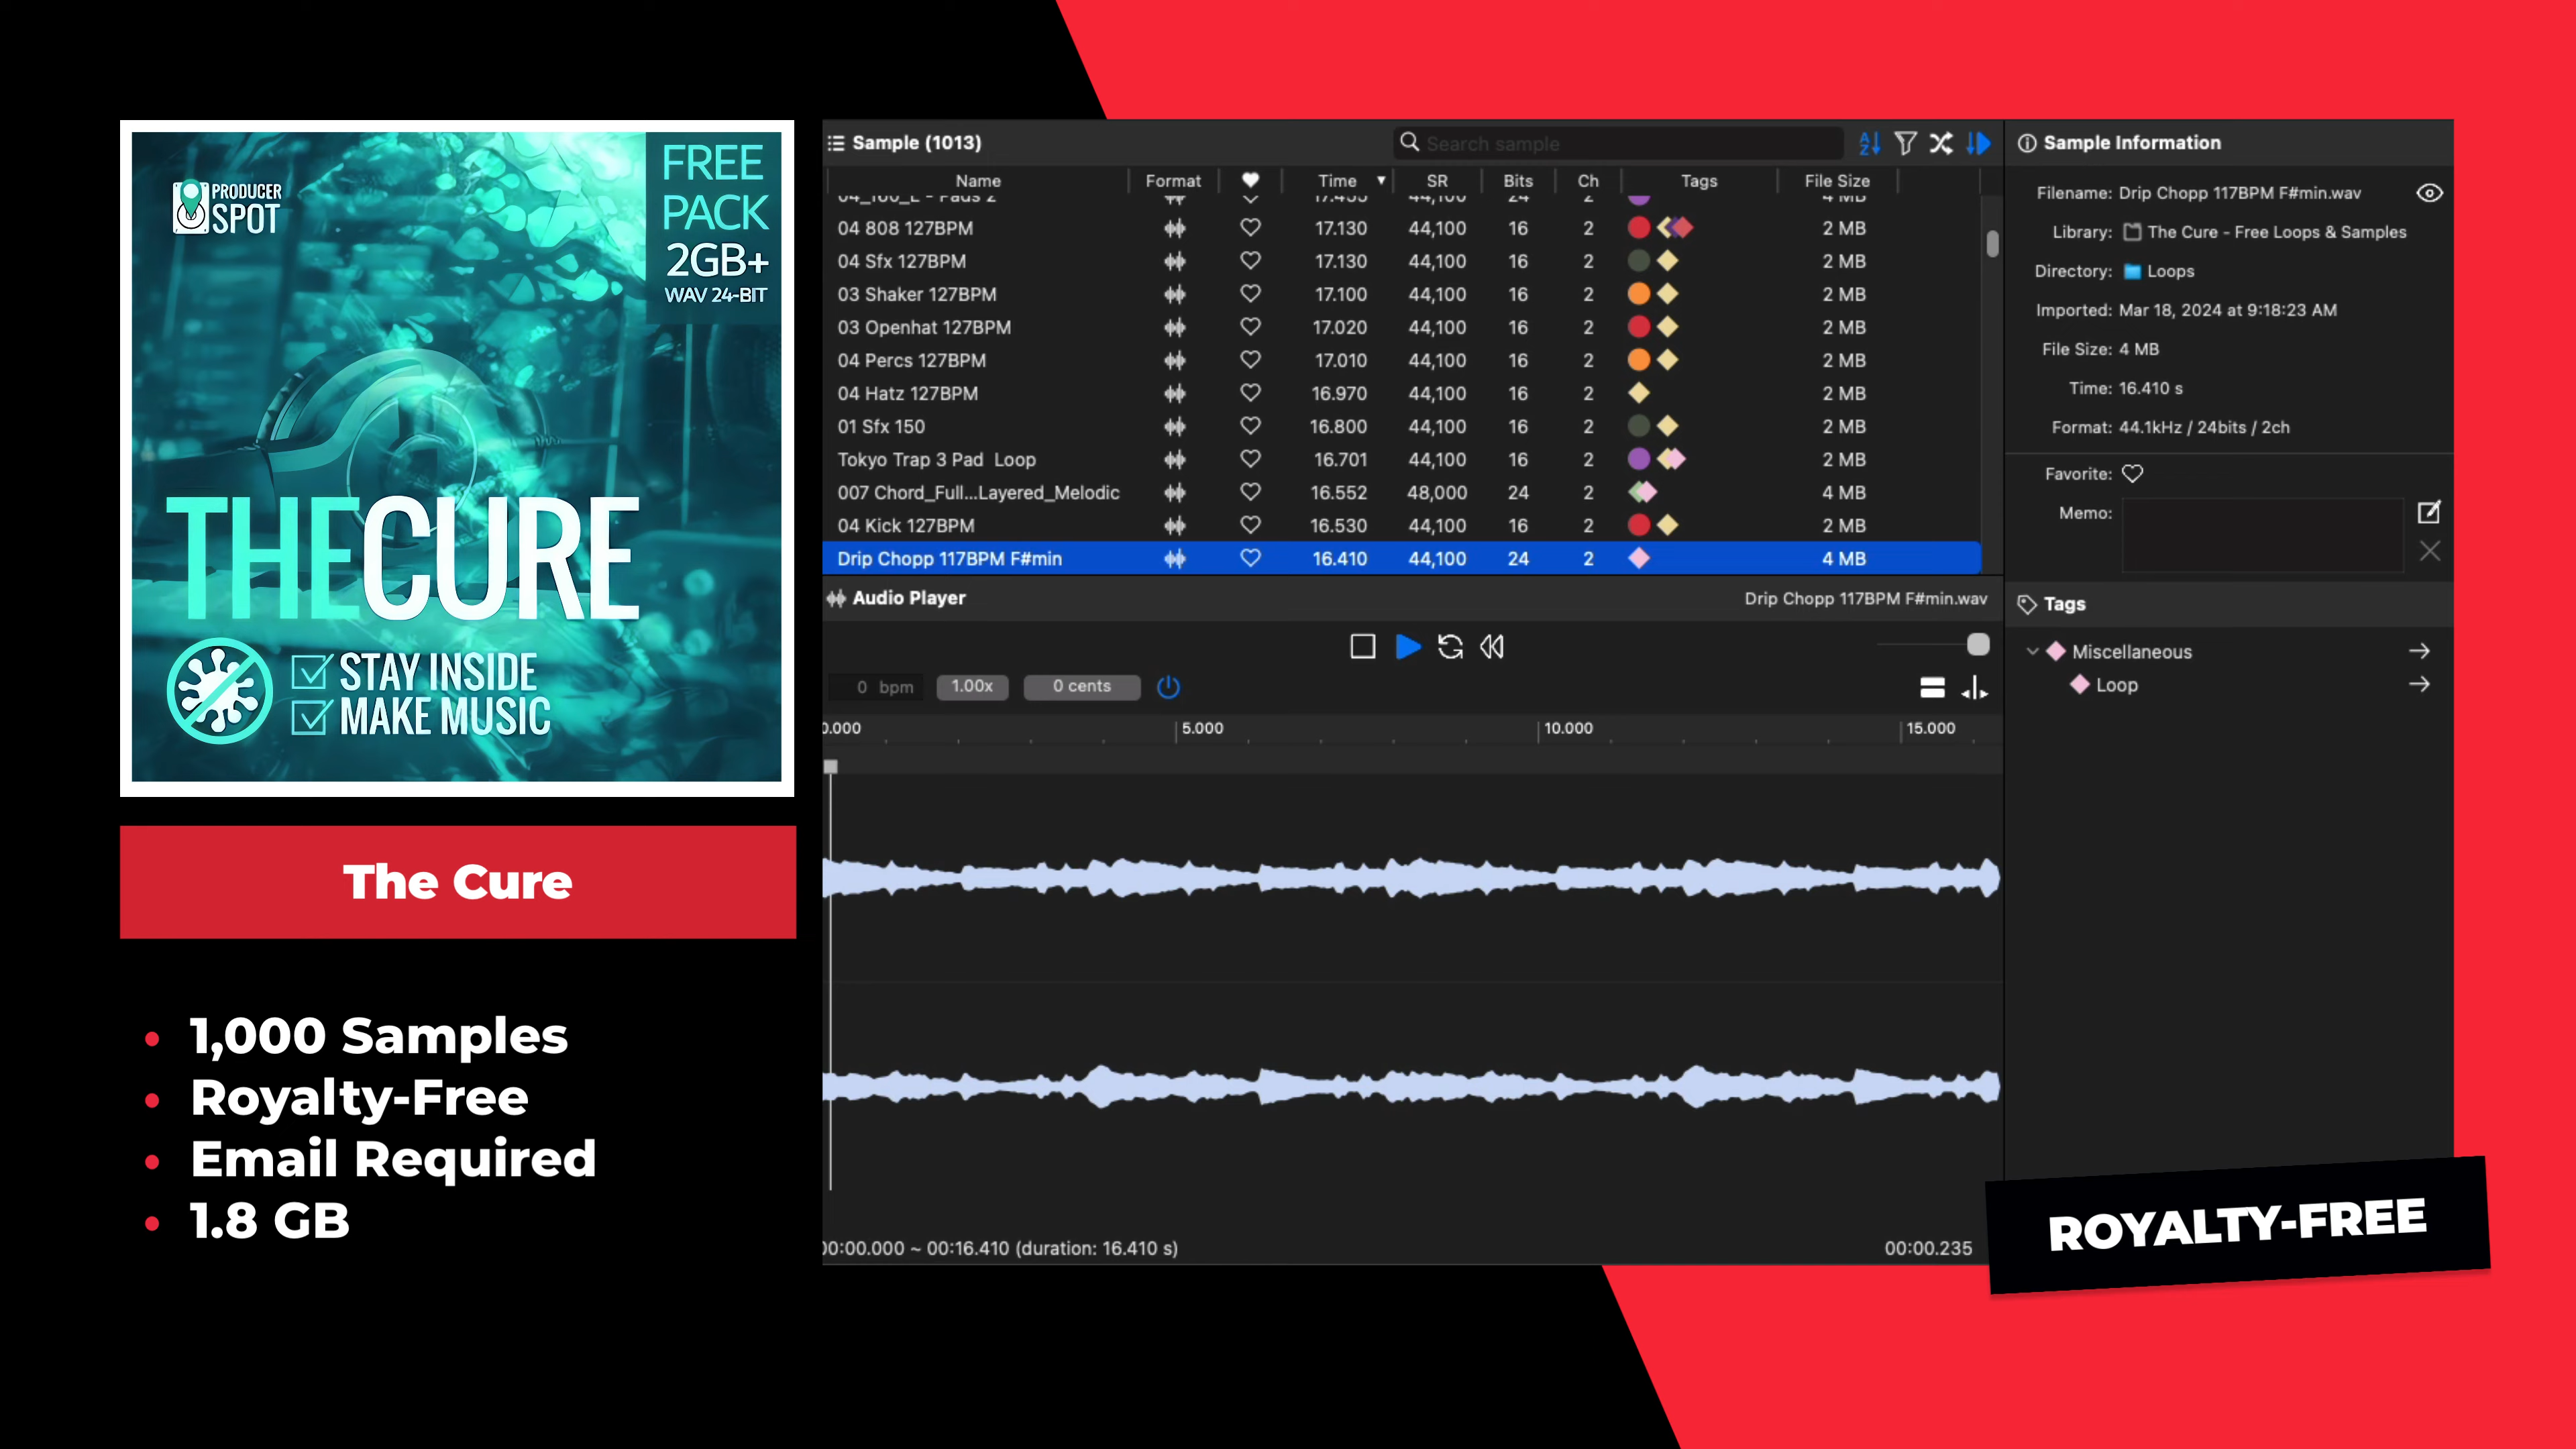 PRODUCER
SPOT
FREE
PACK
2GB+
WAV 24-BIT
THECURE
STAY INSIDE
MAKE MUSIC
The Cure
1,000 Samples
Royalty-Free
Email Required
1.8 GB
Sample (1013)
Search sample
Name Format Time SR Bits Ch Tags File Size
04 808 127BPM 17.130 44,100 16 2 2 MB
04 Sfx 127BPM 17.130 44,100 16 2 2 MB
03 Shaker 127BPM 17.100 44,100 16 2 2 MB
03 Openhat 127BPM 17.020 44,100 16 2 2 MB
04 Percs 127BPM 17.010 44,100 16 2 2 MB
04 Hatz 127BPM 16.970 44,100 16 2 2 MB
01 Sfx 150 16.800 44,100 16 2 2 MB
Tokyo Trap 3 Pad Loop 16.701 44,100 16 2 2 MB
007 Chord_Full...Layered_Melodic 16.552 48,000 24 2 4 MB
04 Kick 127BPM 16.530 44,100 16 2 2 MB
Drip Chopp 117BPM F#min 16.410 44,100 24 2 4 MB
Audio Player Drip Chopp 117BPM F#min.wav
0 bpm 1.00x 0 cents
0.000 5.000 10.000 15.000
00:00.000 ~ 00:16.410 (duration: 16.410 s) 00:00.235
Sample Information
Filename: Drip Chopp 117BPM F#min.wav
Library: The Cure - Free Loops & Samples
Directory: Loops
Imported: Mar 18, 2024 at 9:18:23 AM
File Size: 4 MB
Time: 16.410 s
Format: 44.1kHz / 24bits / 2ch
Favorite:
Memo:
Tags
Miscellaneous
Loop
ROYALTY-FREE